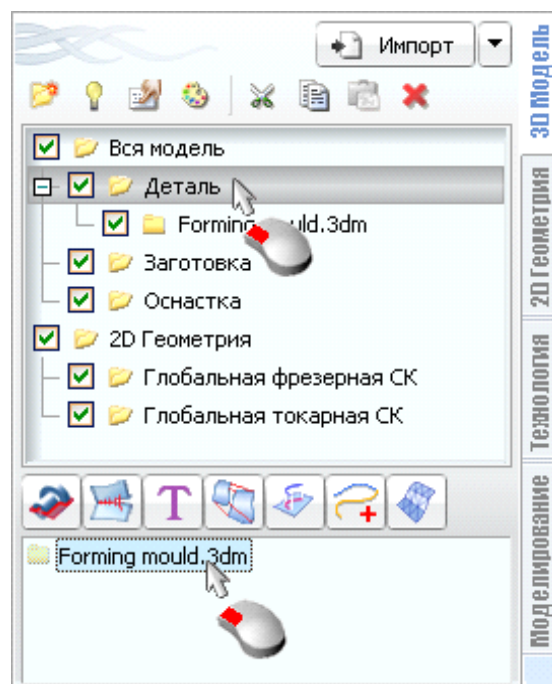 Импорт
Вся модель
Деталь
Forming mould.3dm
Заготовка
Оснастка
2D Геометрия
Глобальная фрезерная СК
Глобальная токарная СК
Forming mould.3dm
3D Модель
2D Геометрия
Технология
Моделирование